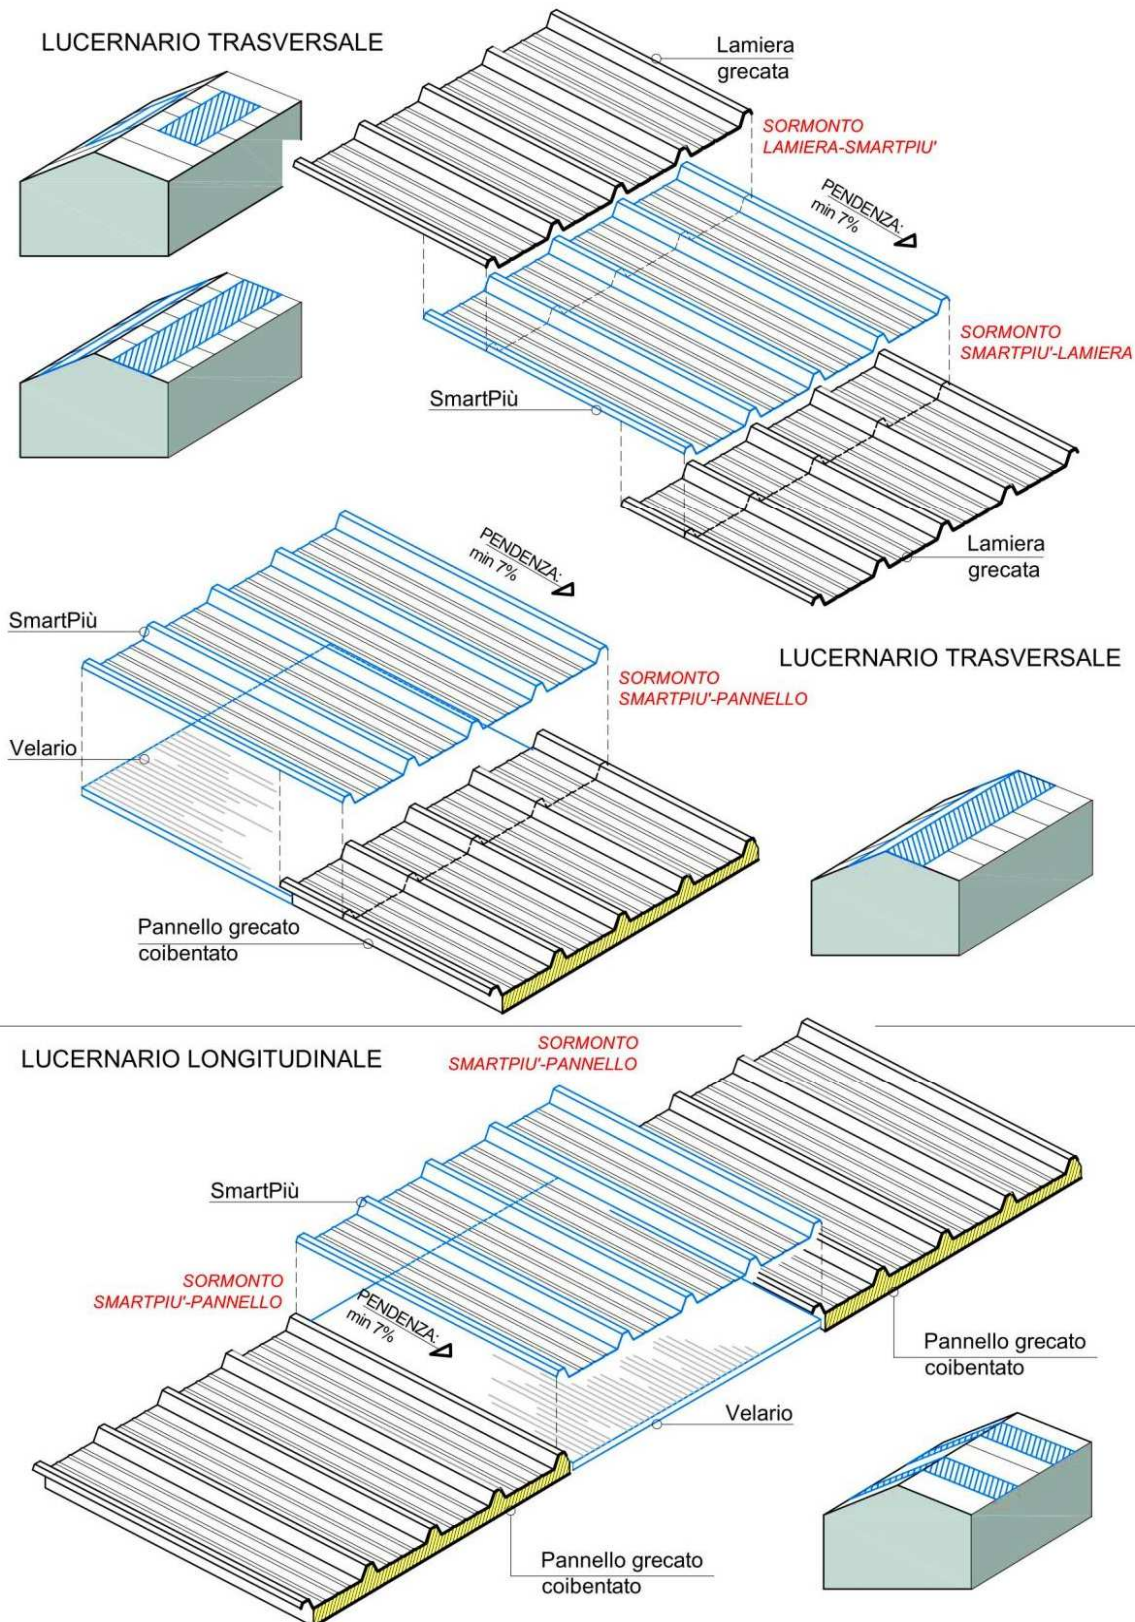 LUCERNARIO TRASVERSALE
Lamiera
grecata
SORMONTO
LAMIERA-SMARTPIU'
PENDENZA:
min 7%
SORMONTO
SMARTPIU'-LAMIERA
SmartPiù
Lamiera
grecata
PENDENZA:
min 7%
SmartPiù
LUCERNARIO TRASVERSALE
SORMONTO
SMARTPIU'-PANNELLO
Velario
Pannello grecato
coibentato
LUCERNARIO LONGITUDINALE
SORMONTO
SMARTPIU'-PANNELLO
SmartPiù
SORMONTO
SMARTPIU'-PANNELLO
PENDENZA:
min 7%
Pannello grecato
coibentato
Velario
Pannello grecato
coibentato